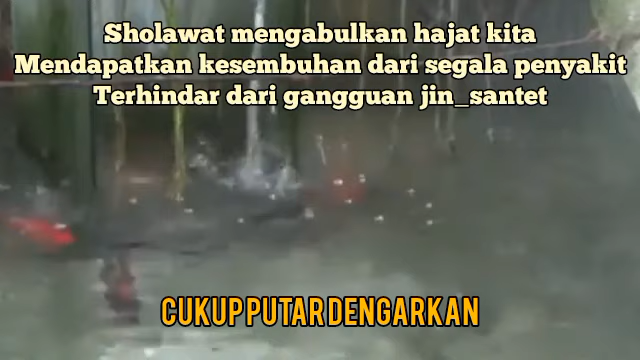 Sholawat mengabulkan hajat kita
Mendapatkan kesembuhan dari segala penyakit
Terhindar dari gangguan jin_santet
CUKUP PUTAR DENGARKAN